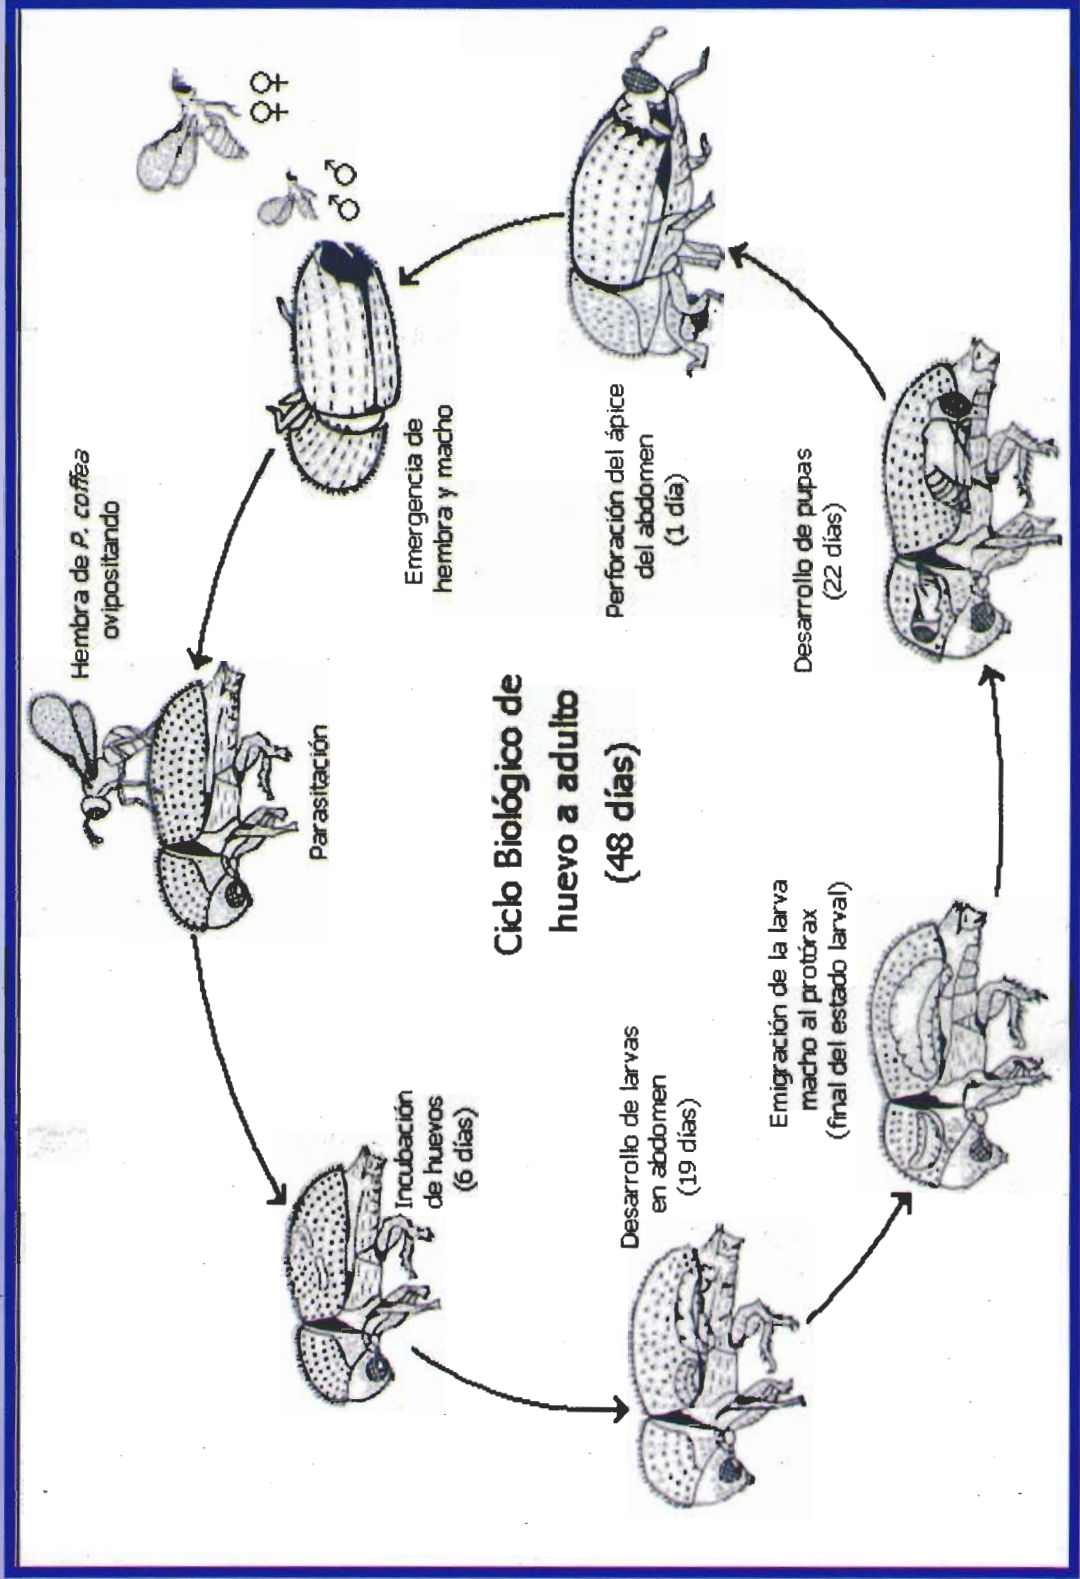 Hembra de P. coffea
ovipositando
Parasitación
Incubación
de huevos
(6 días)
Desarrollo de larvas
en abdomen
(19 días)
Emigración de la larva
macho al protórax
(final del estado larval)
Desarrollo de pupas
(22 días)
Perforación del ápice
del abdomen
(1 día)
Emergencia de
hembra y macho
♂♂
♀♀
Ciclo Biológico de
huevo a adulto
(48 días)